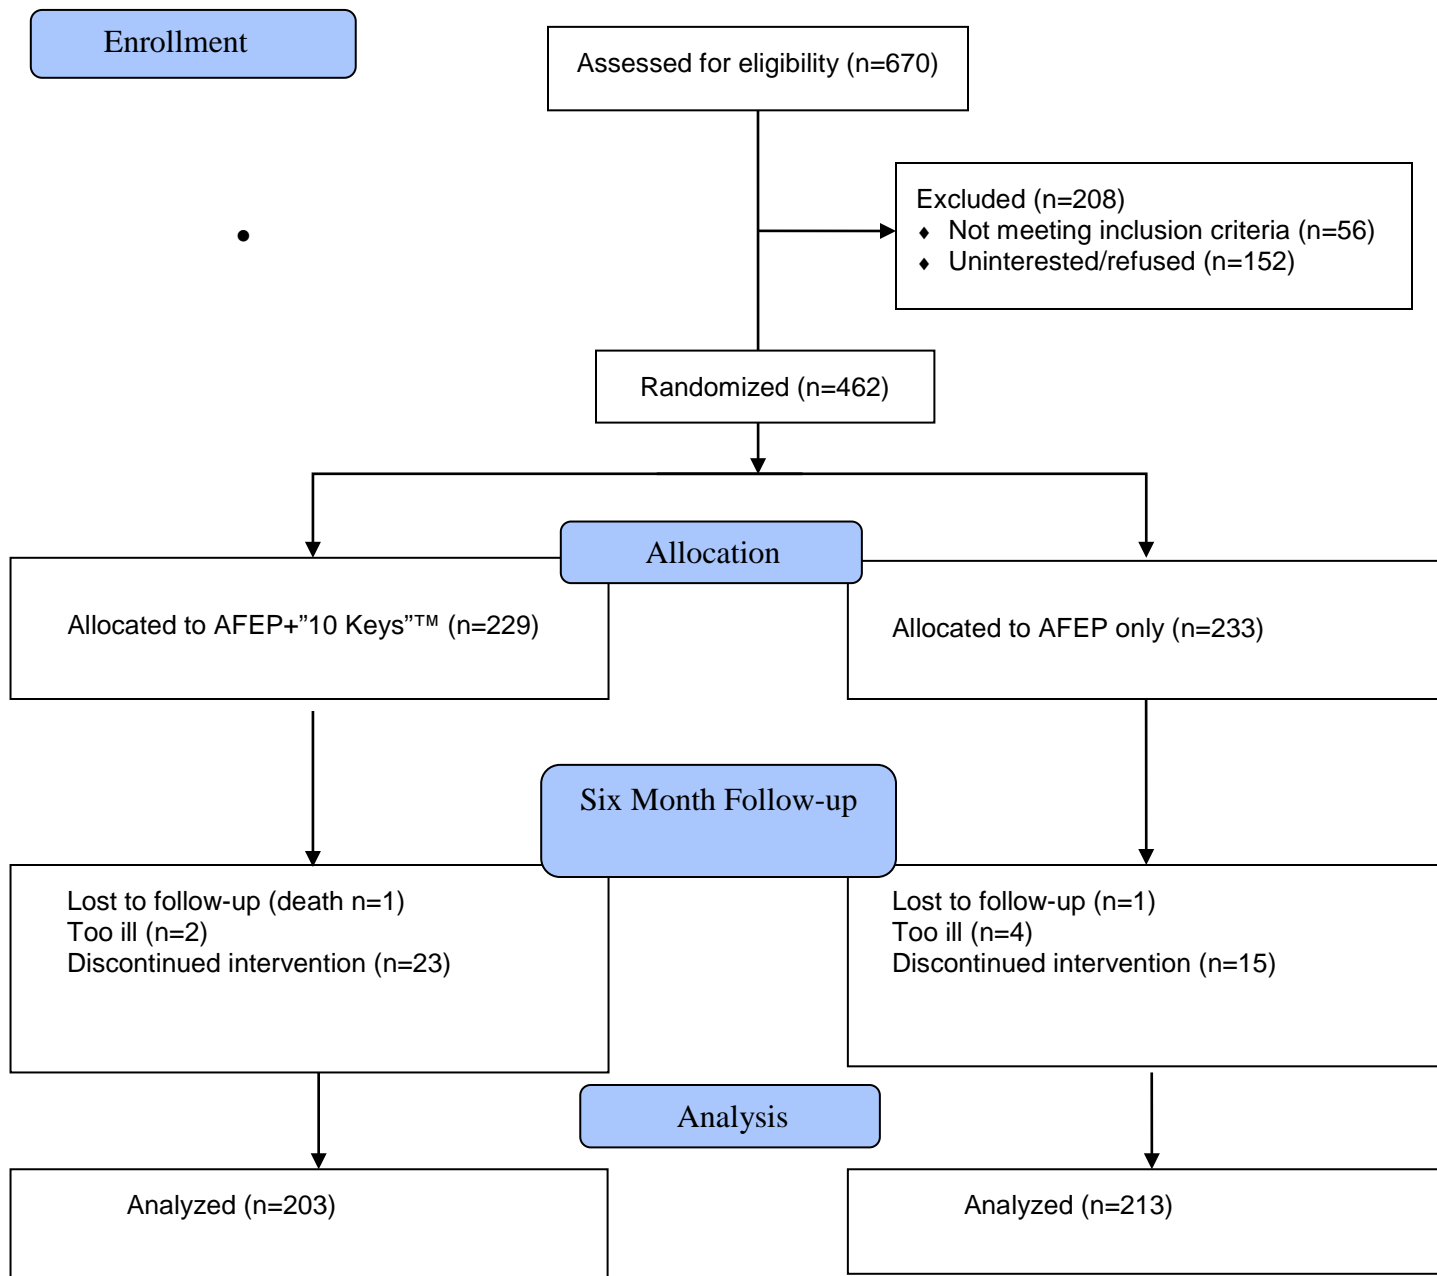 Enrollment
Assessed for eligibility (n=670)
Excluded (n=208)
♦ Not meeting inclusion criteria (n=56)
♦ Uninterested/refused (n=152)
Randomized (n=462)
Allocation
Allocated to AFEP+”10 Keys”™ (n=229)
Allocated to AFEP only (n=233)
Six Month Follow-up
Lost to follow-up (death n=1)
Too ill (n=2)
Discontinued intervention (n=23)
Lost to follow-up (n=1)
Too ill (n=4)
Discontinued intervention (n=15)
Analysis
Analyzed (n=203)
Analyzed (n=213)